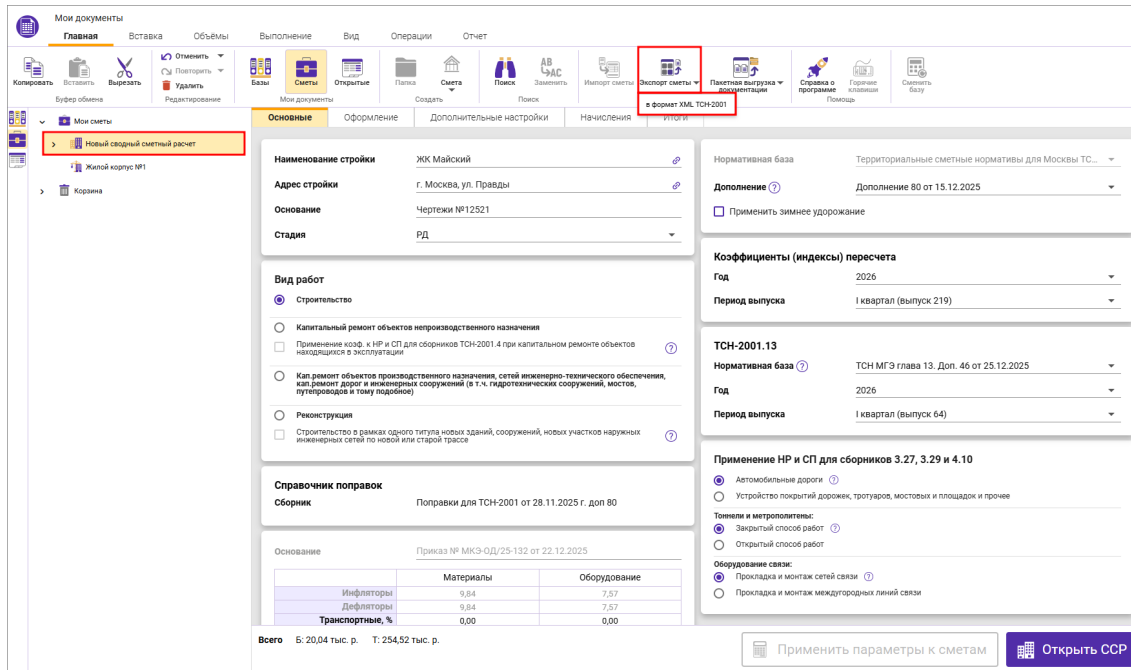 Мои документы
Главная Вставка Объёмы Выполнение Вид Операции Отчет
Копировать Вставить Вырезать
Отменить
Повторить
Удалить
Базы Сметы Открытые Папка Смета Поиск Заменить Импорт сметы Экспорт сметы Пакетная выгрузка документации Справка о программе Горячие клавиши Сменить базу
AB
AC
Буфер обмена Редактирование Мои документы Создать Поиск Помощь
в формат XML ТСН-2001
Мои сметы
Новый сводный сметный расчет
Жилой корпус №1
Корзина
Основные Оформление Дополнительные настройки Начисления Итоги
Наименование стройки ЖК Майский
Адрес стройки г. Москва, ул. Правды
Основание Чертежи №12521
Стадия РД
Вид работ
Строительство
Капитальный ремонт объектов непроизводственного назначения
Применение коэф. к НР и СП для сборников ТСН-2001.4 при капитальном ремонте объектов
находящихся в эксплуатации
?
Кап.ремонт объектов производственного назначения, сетей инженерно-технического обеспечения,
кап.ремонт дорог и инженерных сооружений (в т.ч. гидротехнических сооружений, мостов,
путепроводов и тому подобное)
Реконструкция
Строительство в рамках одного титула новых зданий, сооружений, новых участков наружных
инженерных сетей по новой или старой трассе
?
Справочник поправок
Сборник Поправки для ТСН-2001 от 28.11.2025 г. доп 80
Основание Приказ № МКЭ-ОД/25-132 от 22.12.2025
Материалы Оборудование
Инфляторы 9,84 7,57
Дефляторы 9,84 7,57
Транспортные, % 0,00 0,00
Нормативная база Территориальные сметные нормативы для Москвы ТС...
Дополнение ? Дополнение 80 от 15.12.2025
Применить зимнее удорожание
Коэффициенты (индексы) пересчета
Год 2026
Период выпуска I квартал (выпуск 219)
ТСН-2001.13
Нормативная база ? ТСН МГЭ глава 13. Доп. 46 от 25.12.2025
Год 2026
Период выпуска I квартал (выпуск 64)
Применение НР и СП для сборников 3.27, 3.29 и 4.10
Автомобильные дороги ?
Устройство покрытий дорожек, тротуаров, мостовых и площадок и прочее
Тоннели и метрополитены:
Закрытый способ работ ?
Открытый способ работ
Оборудование связи:
Прокладка и монтаж сетей связи ?
Прокладка и монтаж междугородных линий связи
Всего Б: 20,04 тыс. р. Т: 254,52 тыс. р.
Применить параметры к сметам
Открыть ССР